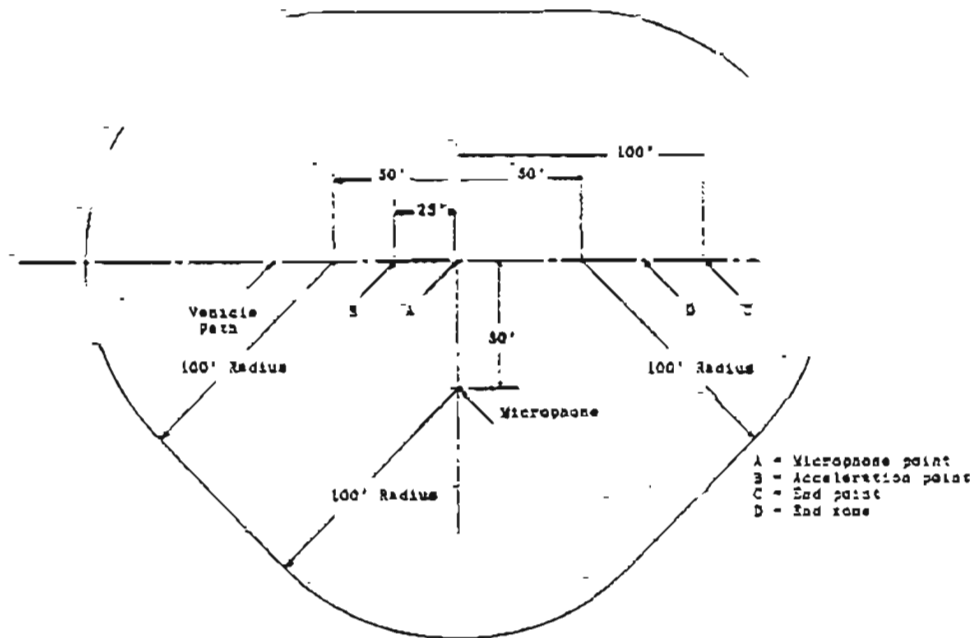 100'
50'
50'
25'
B
A
D
C
Vehicle
Path
50'
100' Radius
100' Radius
Microphone
A = Microphone point
B = Acceleration point
C = End point
D = End zone
100' Radius